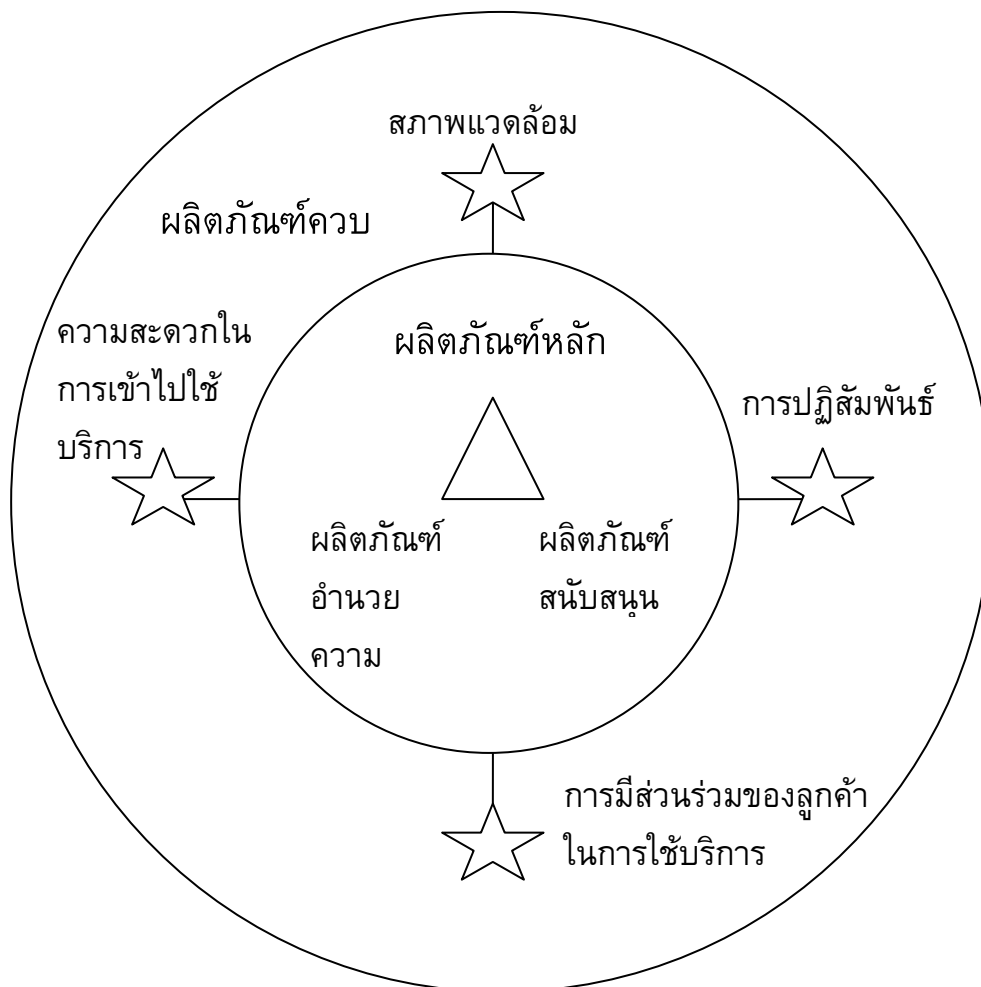 สภาพแวดล้อม
ผลิตภัณฑ์ควบ
ความสะดวกใน
การเข้าไปใช้
บริการ
ผลิตภัณฑ์หลัก
การปฏิสัมพันธ์
ผลิตภัณฑ์
อำนวย
ความ
ผลิตภัณฑ์
สนับสนุน
การมีส่วนร่วมของลูกค้า
ในการใช้บริการ